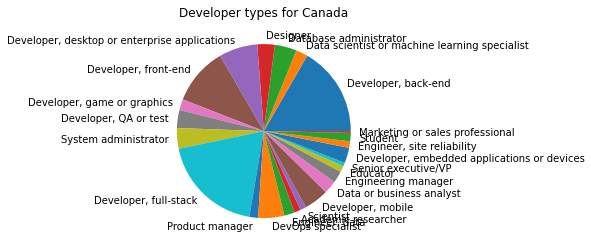 Developer types for Canada
Designer
Database administrator
Data scientist or machine learning specialist
Developer, desktop or enterprise applications
Developer, front-end
Developer, back-end
Developer, game or graphics
Developer, QA or test
System administrator
Marketing or sales professional
Student
Engineer, site reliability
Developer, embedded applications or devices
Senior executive/VP
Educator
Engineering manager
Data or business analyst
Developer, full-stack
Developer, mobile
Scientist
Academic researcher
Engineer, data
DevOps specialist
Product manager